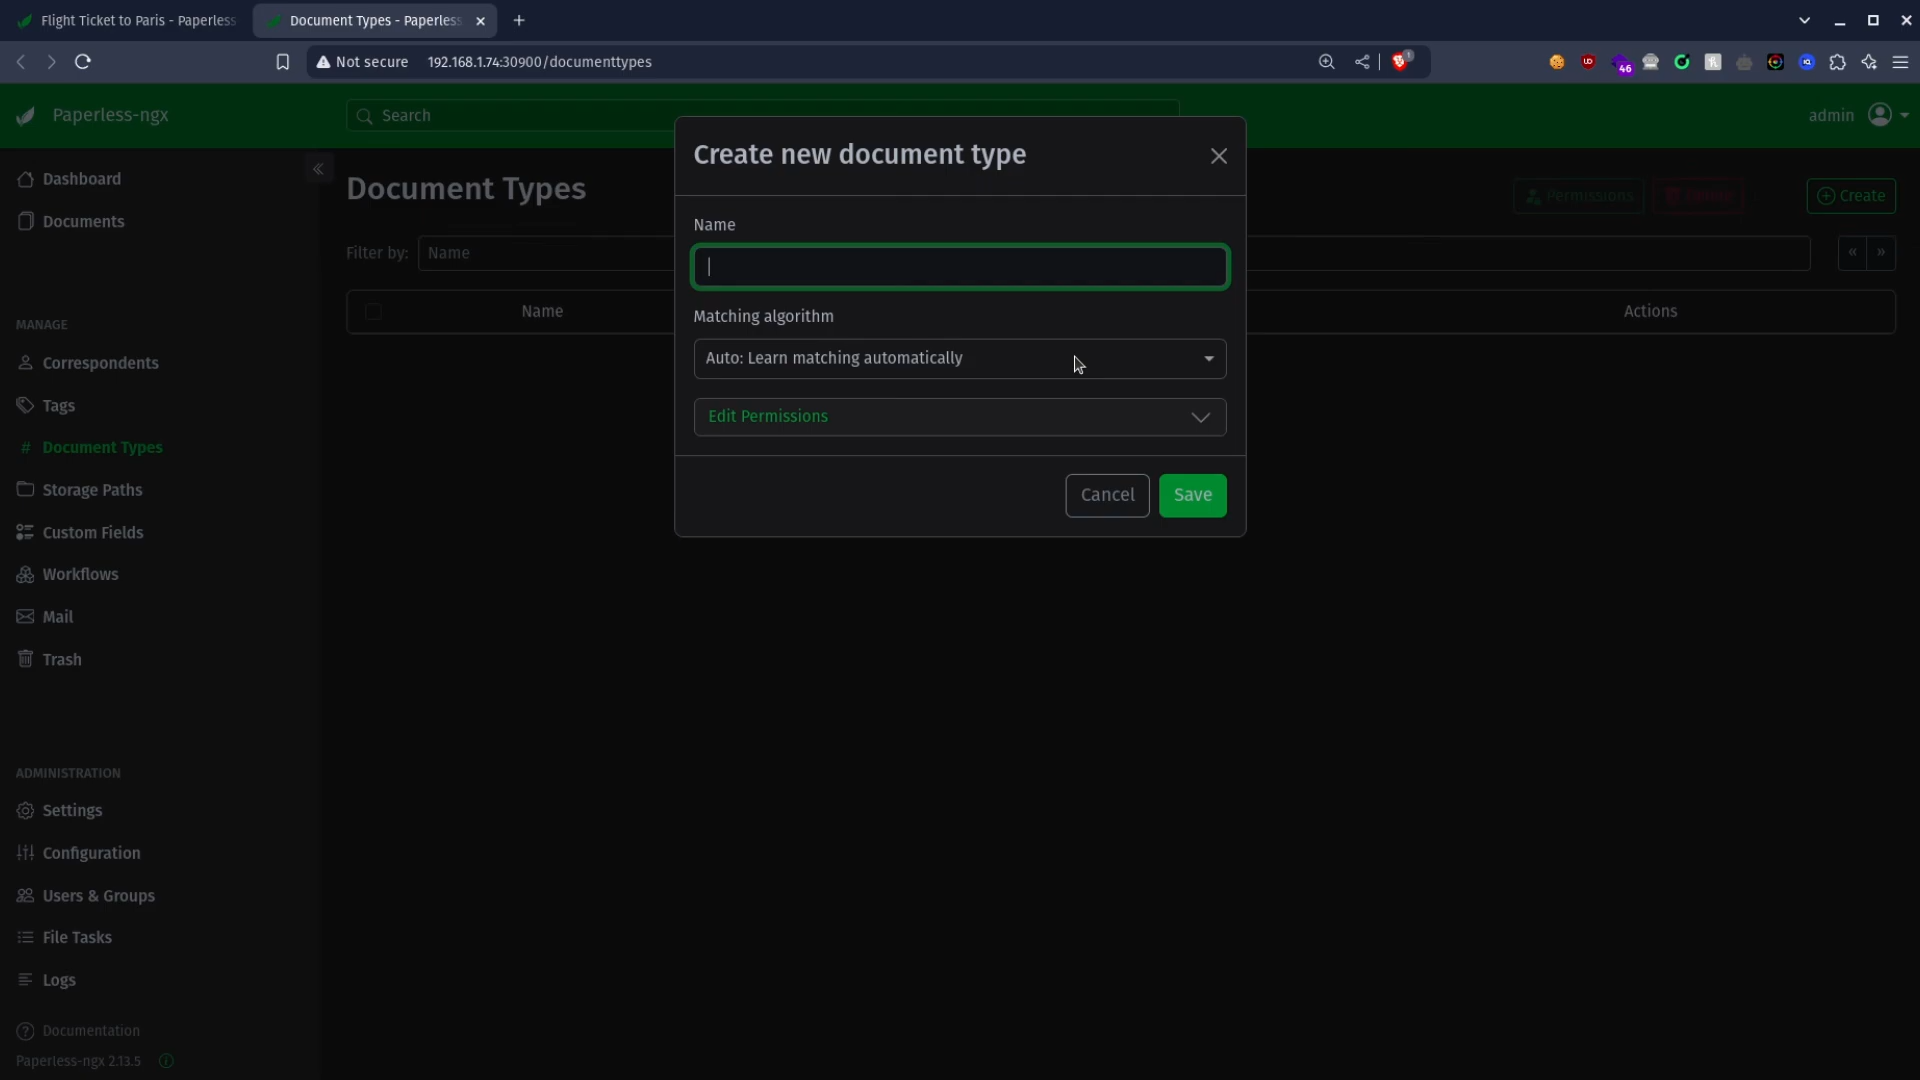 Flight Ticket to Paris - Paperless
Document Types - Paperless
Not secure 192.168.1.74:30900/documenttypes
1
UD
46
Paperless-ngx
Search
admin
Dashboard
Documents
MANAGE
Correspondents
Tags
# Document Types
Storage Paths
Custom Fields
Workflows
Mail
Trash
ADMINISTRATION
Settings
Configuration
Users & Groups
File Tasks
Logs
Documentation
Paperless-ngx 2.13.5
Document Types
Permissions
Create
Filter by: Name
« »
Name
Actions
Create new document type
Name
Matching algorithm
Auto: Learn matching automatically
Edit Permissions
Cancel Save